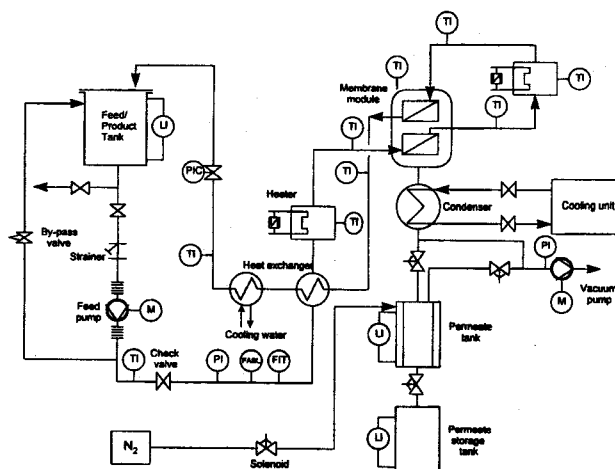 TI
TI
TI
Membrane
module
TI
Feed/
Product
Tank
LI
TI
TI
PIC
TI
Heater
TI
Condenser
Cooling unit
By-pass
valve
Strainer
TI
Heat exchanger
PI
Vacuum
pump
M
Feed
pump
M
Cooling water
LI
Permeate
tank
Check
valve
TI
PI
FIT
N2
Solenoid
LI
Permeate
storage
tank